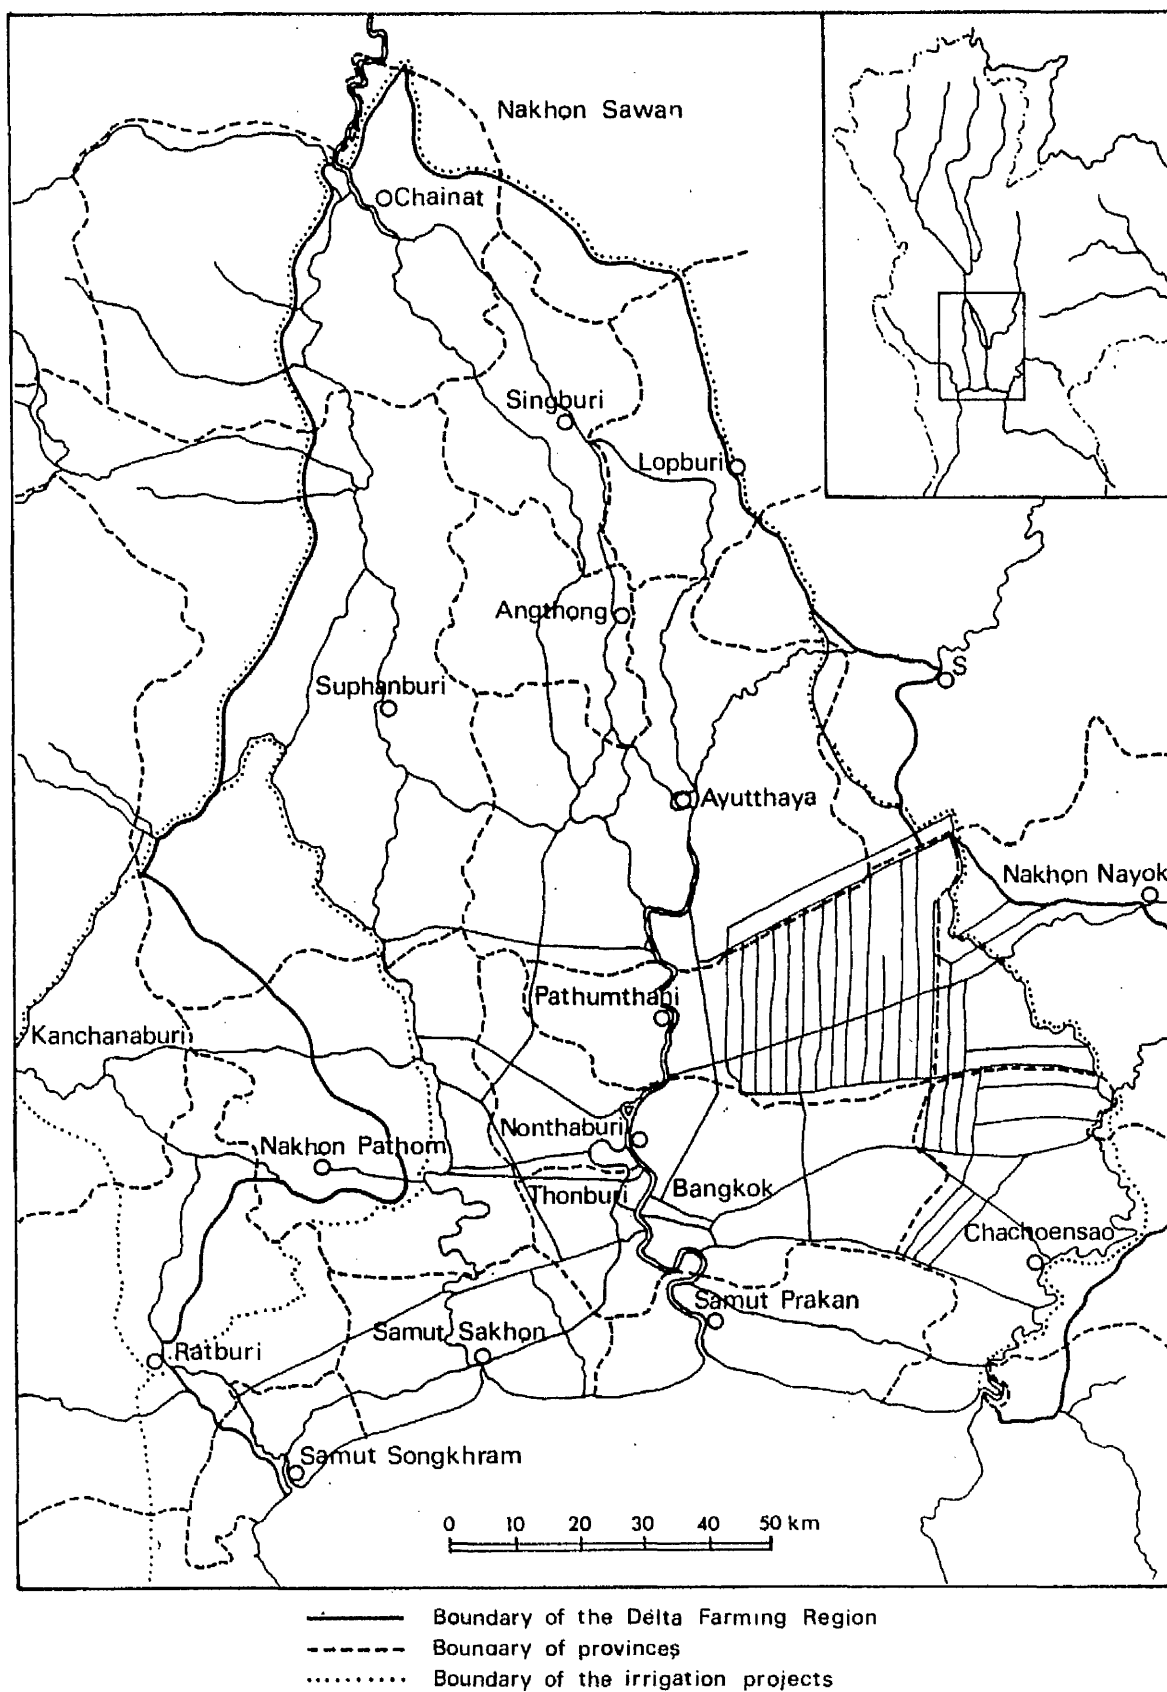 Nakhon Sawan
Chainat
Singburi
Lopburi
Angthong
S
Suphanburi
Ayutthaya
Nakhon Nayok
Pathumthani
Kanchanaburi
Nonthaburi
Nakhon Pathom
Thonburi
Bangkok
Chachoensao
Samut Prakan
Samut Sakhon
Ratburi
Samut Songkhram
0 10 20 30 40 50 km
Boundary of the Delta Farming Region
Boundary of provinces
Boundary of the irrigation projects